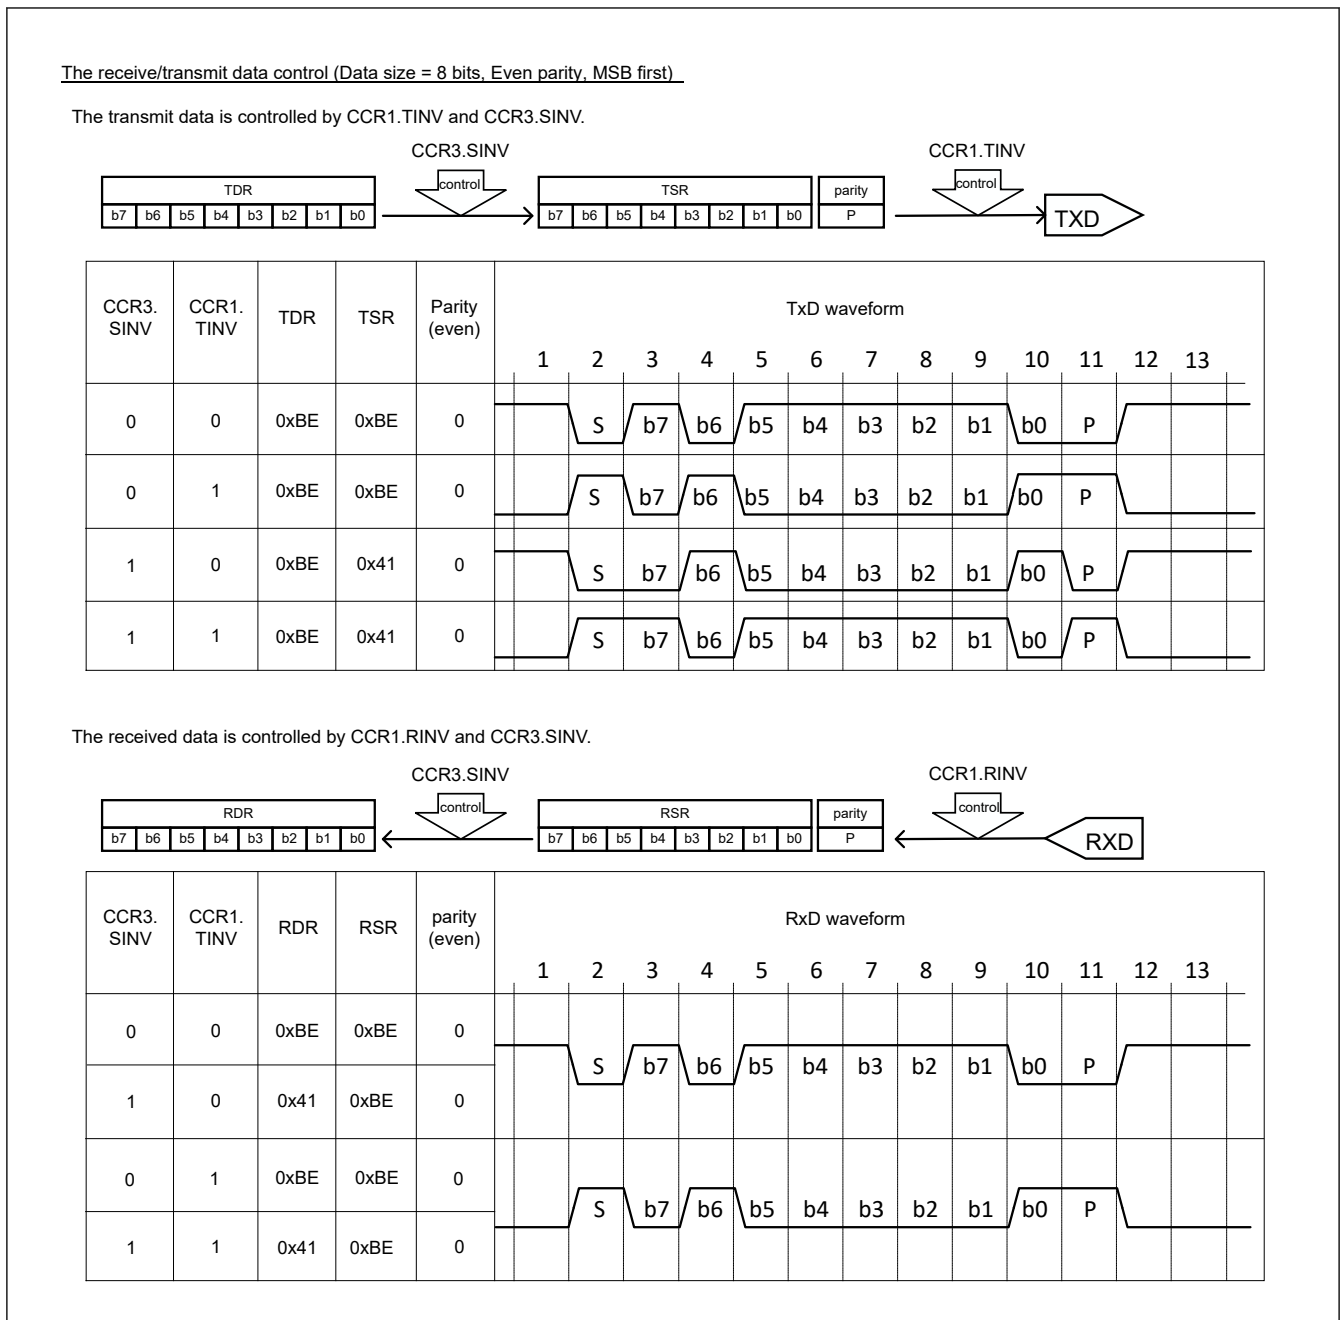 The receive/transmit data control (Data size = 8 bits, Even parity, MSB first)
The transmit data is controlled by CCR1.TINV and CCR3.SINV.
CCR3.SINV CCR1.TINV
control control
TDR TSR parity
b7 b6 b5 b4 b3 b2 b1 b0 b7 b6 b5 b4 b3 b2 b1 b0 P TXD
CCR3. SINV CCR1. TINV TDR TSR Parity (even) TxD waveform
1 2 3 4 5 6 7 8 9 10 11 12 13
0 0 0xBE 0xBE 0 S b7 b6 b5 b4 b3 b2 b1 b0 P
0 1 0xBE 0xBE 0 S b7 b6 b5 b4 b3 b2 b1 b0 P
1 0 0xBE 0x41 0 S b7 b6 b5 b4 b3 b2 b1 b0 P
1 1 0xBE 0x41 0 S b7 b6 b5 b4 b3 b2 b1 b0 P
The received data is controlled by CCR1.RINV and CCR3.SINV.
CCR3.SINV CCR1.RINV
control control
RDR RSR parity
b7 b6 b5 b4 b3 b2 b1 b0 b7 b6 b5 b4 b3 b2 b1 b0 P RXD
CCR3. SINV CCR1. TINV RDR RSR parity (even) RxD waveform
1 2 3 4 5 6 7 8 9 10 11 12 13
0 0 0xBE 0xBE 0
S b7 b6 b5 b4 b3 b2 b1 b0 P
1 0 0x41 0xBE 0
0 1 0xBE 0xBE 0
S b7 b6 b5 b4 b3 b2 b1 b0 P
1 1 0x41 0xBE 0